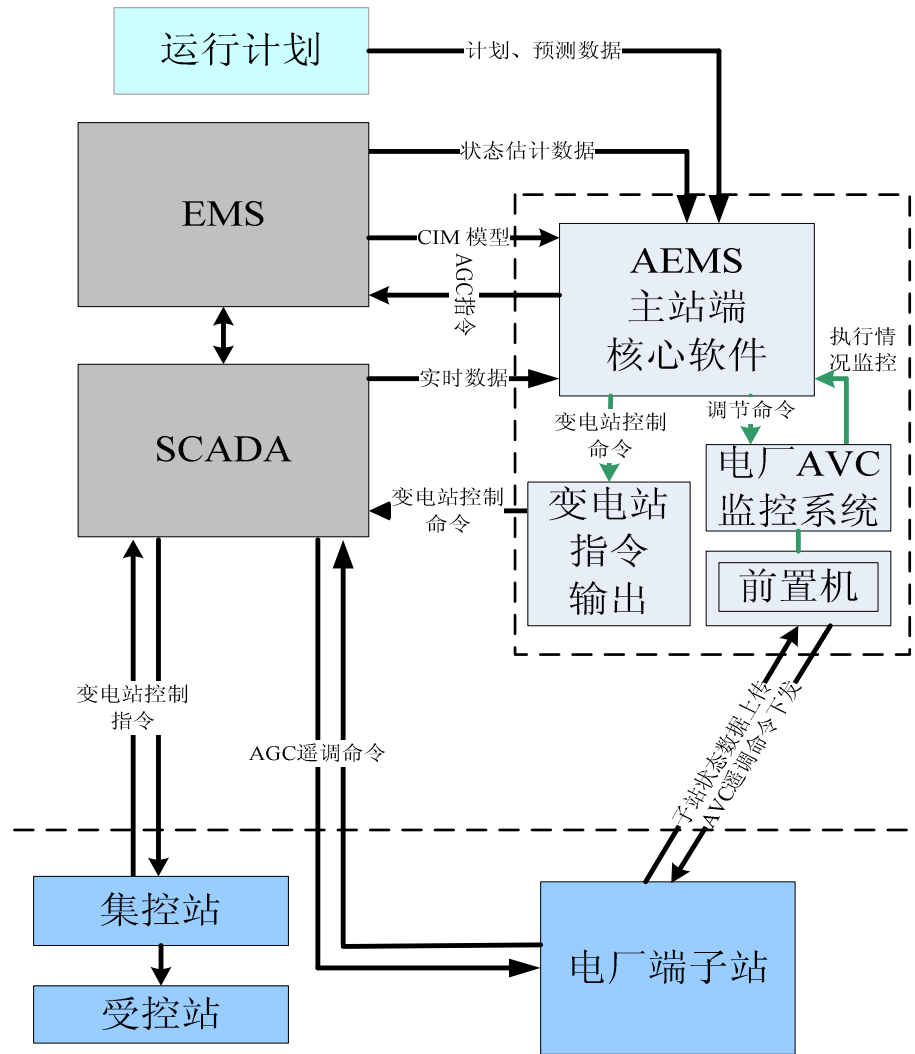 运行计划
计划、预测数据
EMS
状态估计数据
CIM 模型
AGC指令
AEMS
主站端
核心软件
执行情
况监控
SCADA
实时数据
变电站控制
命令
调节命令
变电站控制
命令
变电站
指令
输出
电厂AVC
监控系统
前置机
变电站控制
指令
AGC遥调命令
子站状态数据上传
AVC遥调命令下发
集控站
受控站
电厂端子站